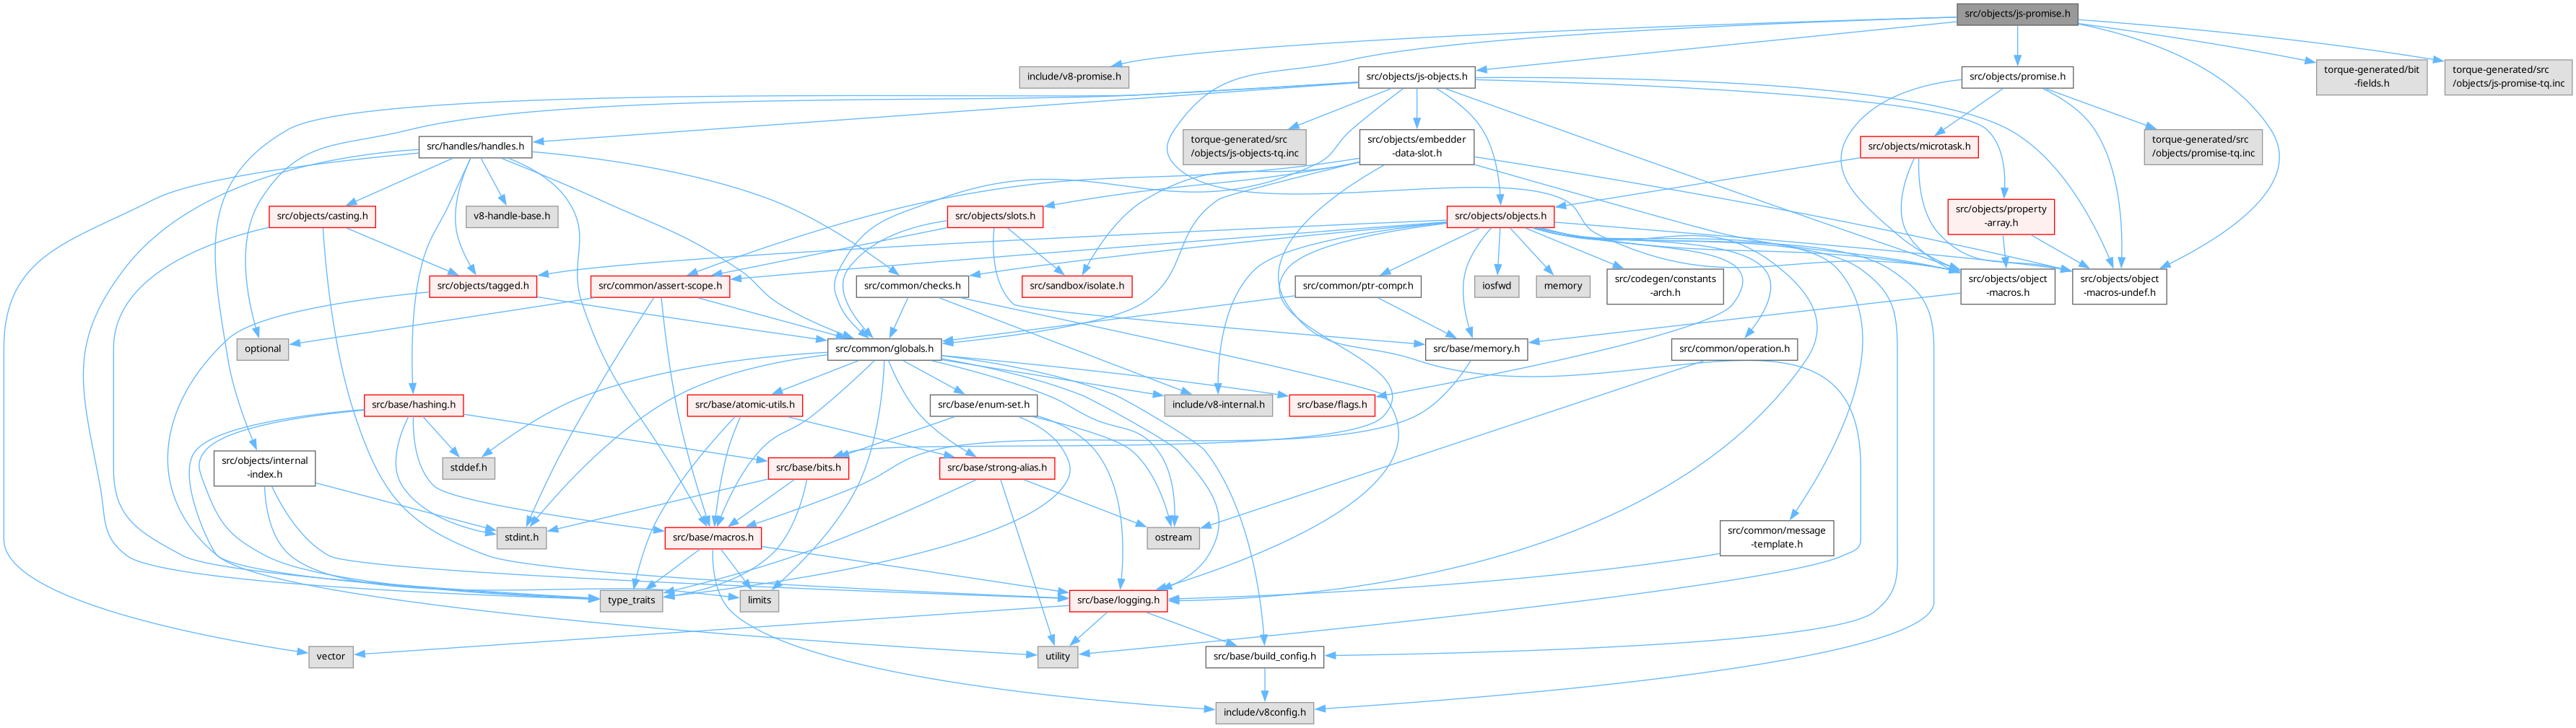 src/objects/js-promise.h
include/v8-promise.h
src/objects/js-objects.h
src/objects/promise.h
torque-generated/bit
-fields.h
torque-generated/src
/objects/js-promise-tq.inc
src/handles/handles.h
torque-generated/src
/objects/js-objects-tq.inc
src/objects/embedder
-data-slot.h
src/objects/microtask.h
torque-generated/src
/objects/promise-tq.inc
src/objects/casting.h
v8-handle-base.h
src/objects/slots.h
src/objects/objects.h
src/objects/property
-array.h
src/objects/tagged.h
src/common/assert-scope.h
src/common/checks.h
src/sandbox/isolate.h
src/common/ptr-compr.h
iosfwd
memory
src/codegen/constants
-arch.h
src/objects/object
-macros.h
src/objects/object
-macros-undef.h
optional
src/common/globals.h
src/base/memory.h
src/common/operation.h
src/base/hashing.h
src/base/atomic-utils.h
src/base/enum-set.h
include/v8-internal.h
src/base/flags.h
src/objects/internal
-index.h
stddef.h
src/base/bits.h
src/base/strong-alias.h
stdint.h
src/base/macros.h
ostream
src/common/message
-template.h
type_traits
limits
src/base/logging.h
vector
utility
src/base/build_config.h
include/v8config.h